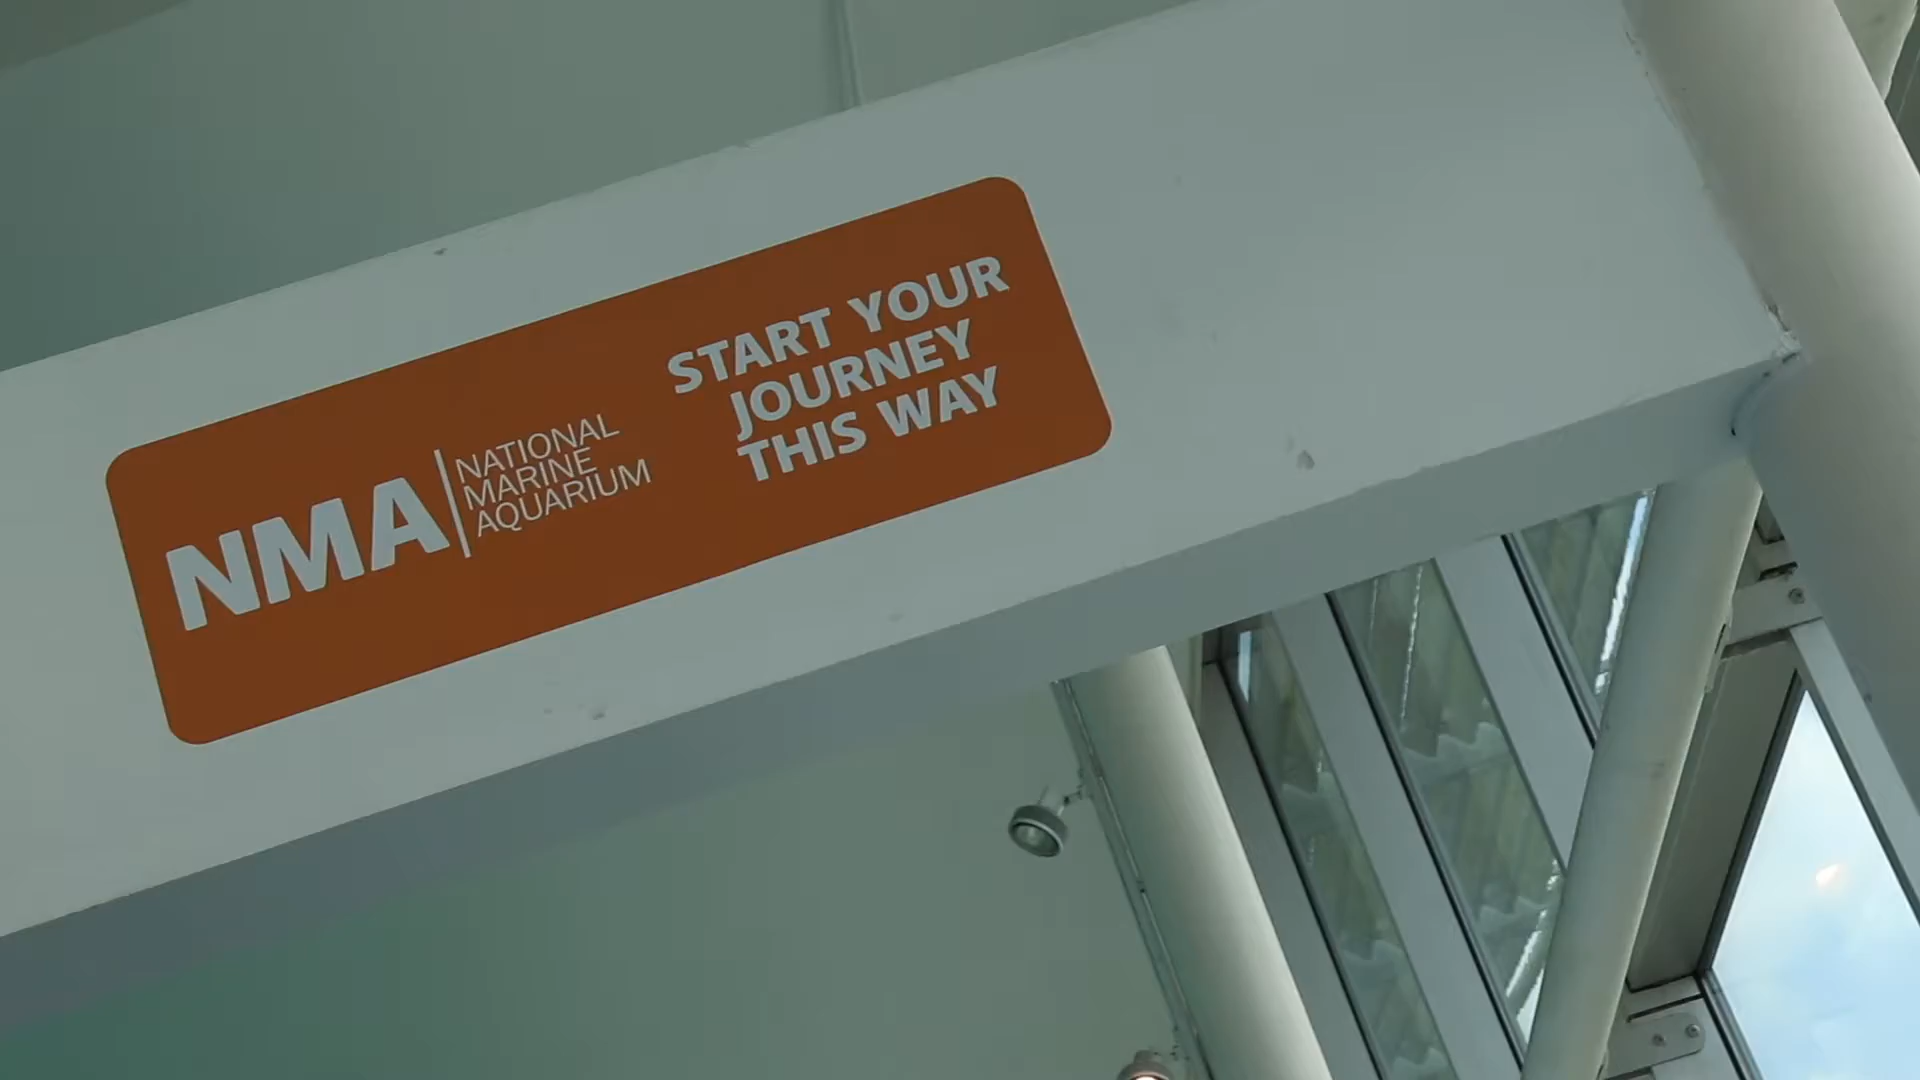 NMA
NATIONAL
MARINE
AQUARIUM
START YOUR
JOURNEY
THIS WAY